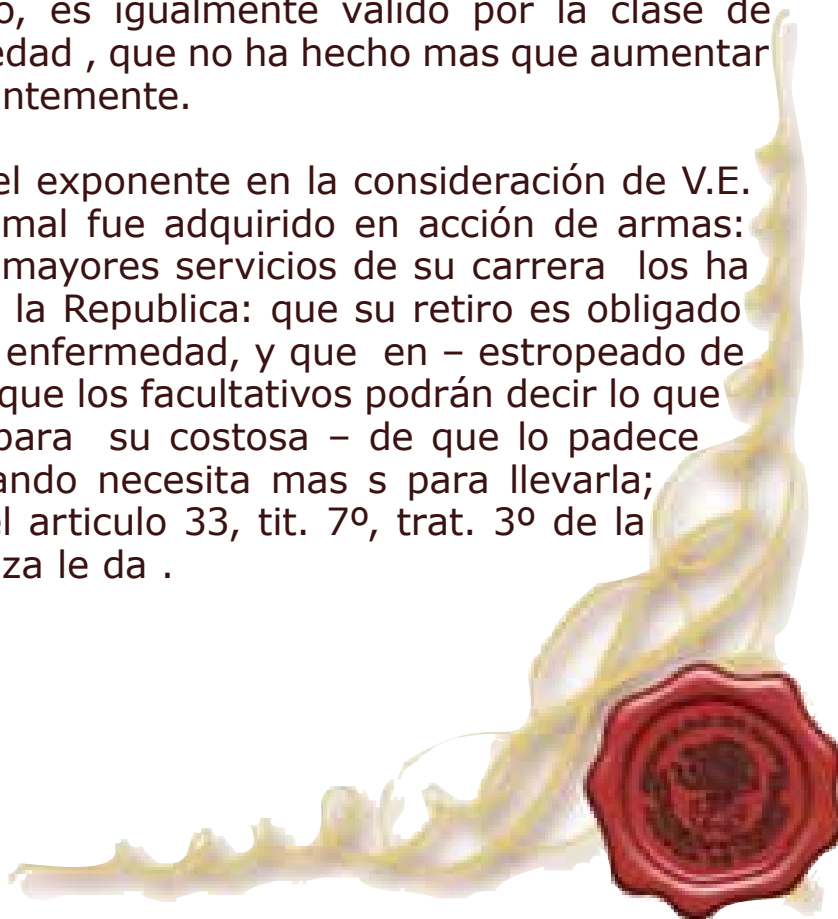 o, es igualmente valido por la clase de
edad , que no ha hecho mas que aumentar
ntemente.
el exponente en la consideración de V.E.
mal fue adquirido en acción de armas:
mayores servicios de su carrera los ha
la Republica: que su retiro es obligado
enfermedad, y que en – estropeado de
que los facultativos podrán decir lo que
para su costosa – de que lo padece
ando necesita mas s para llevarla;
el articulo 33, tit. 7º, trat. 3º de la
za le da .